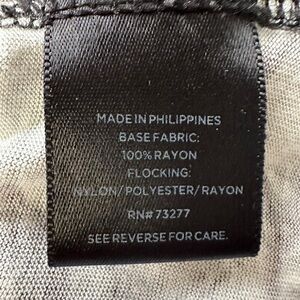 MADE IN PHILIPPINES
BASE FABRIC:
100% RAYON
FLOCKING:
NYLON/POLYESTER/RAYON
RN# 73277
SEE REVERSE FOR CARE.